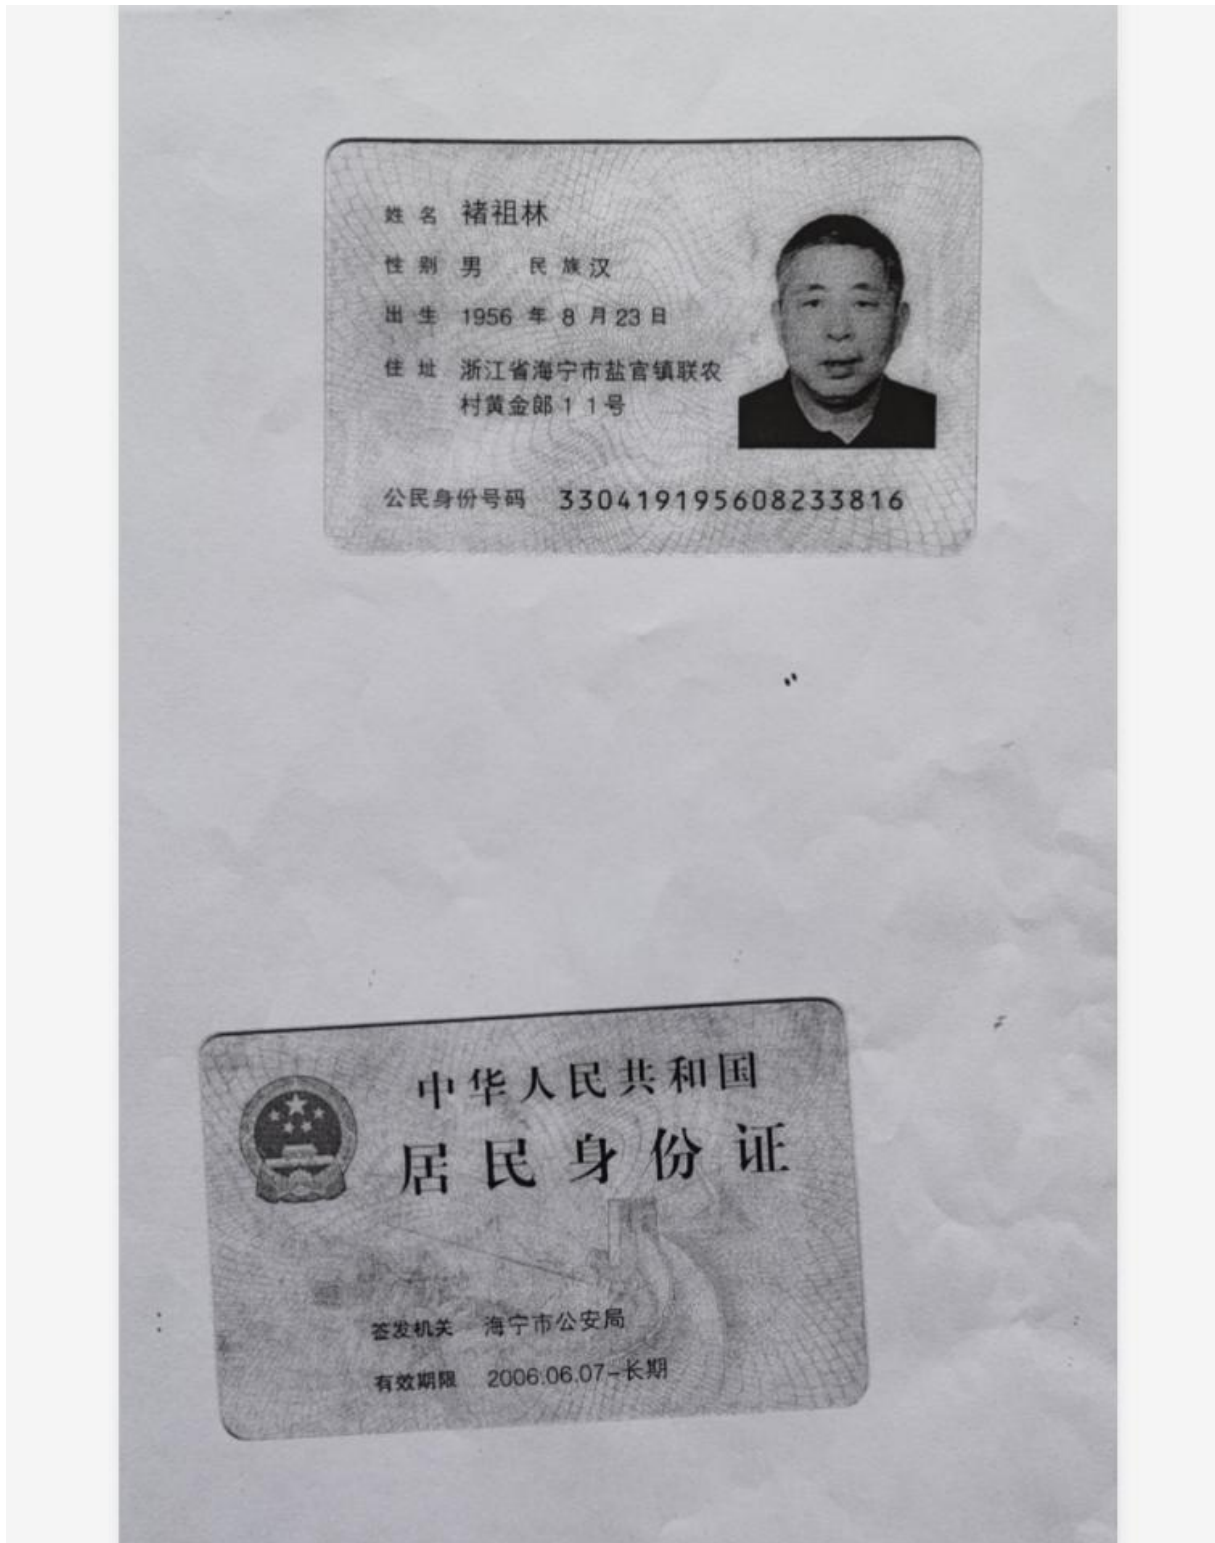 姓名 褚祖林
性别 男 民族 汉
出生 1956 年 8 月 23 日
住址 浙江省海宁市盐官镇联农
村黄金郎11号
公民身份号码 330419195608233816
中华人民共和国
居民身份证
签发机关 海宁市公安局
有效期限 2006.06.07-长期